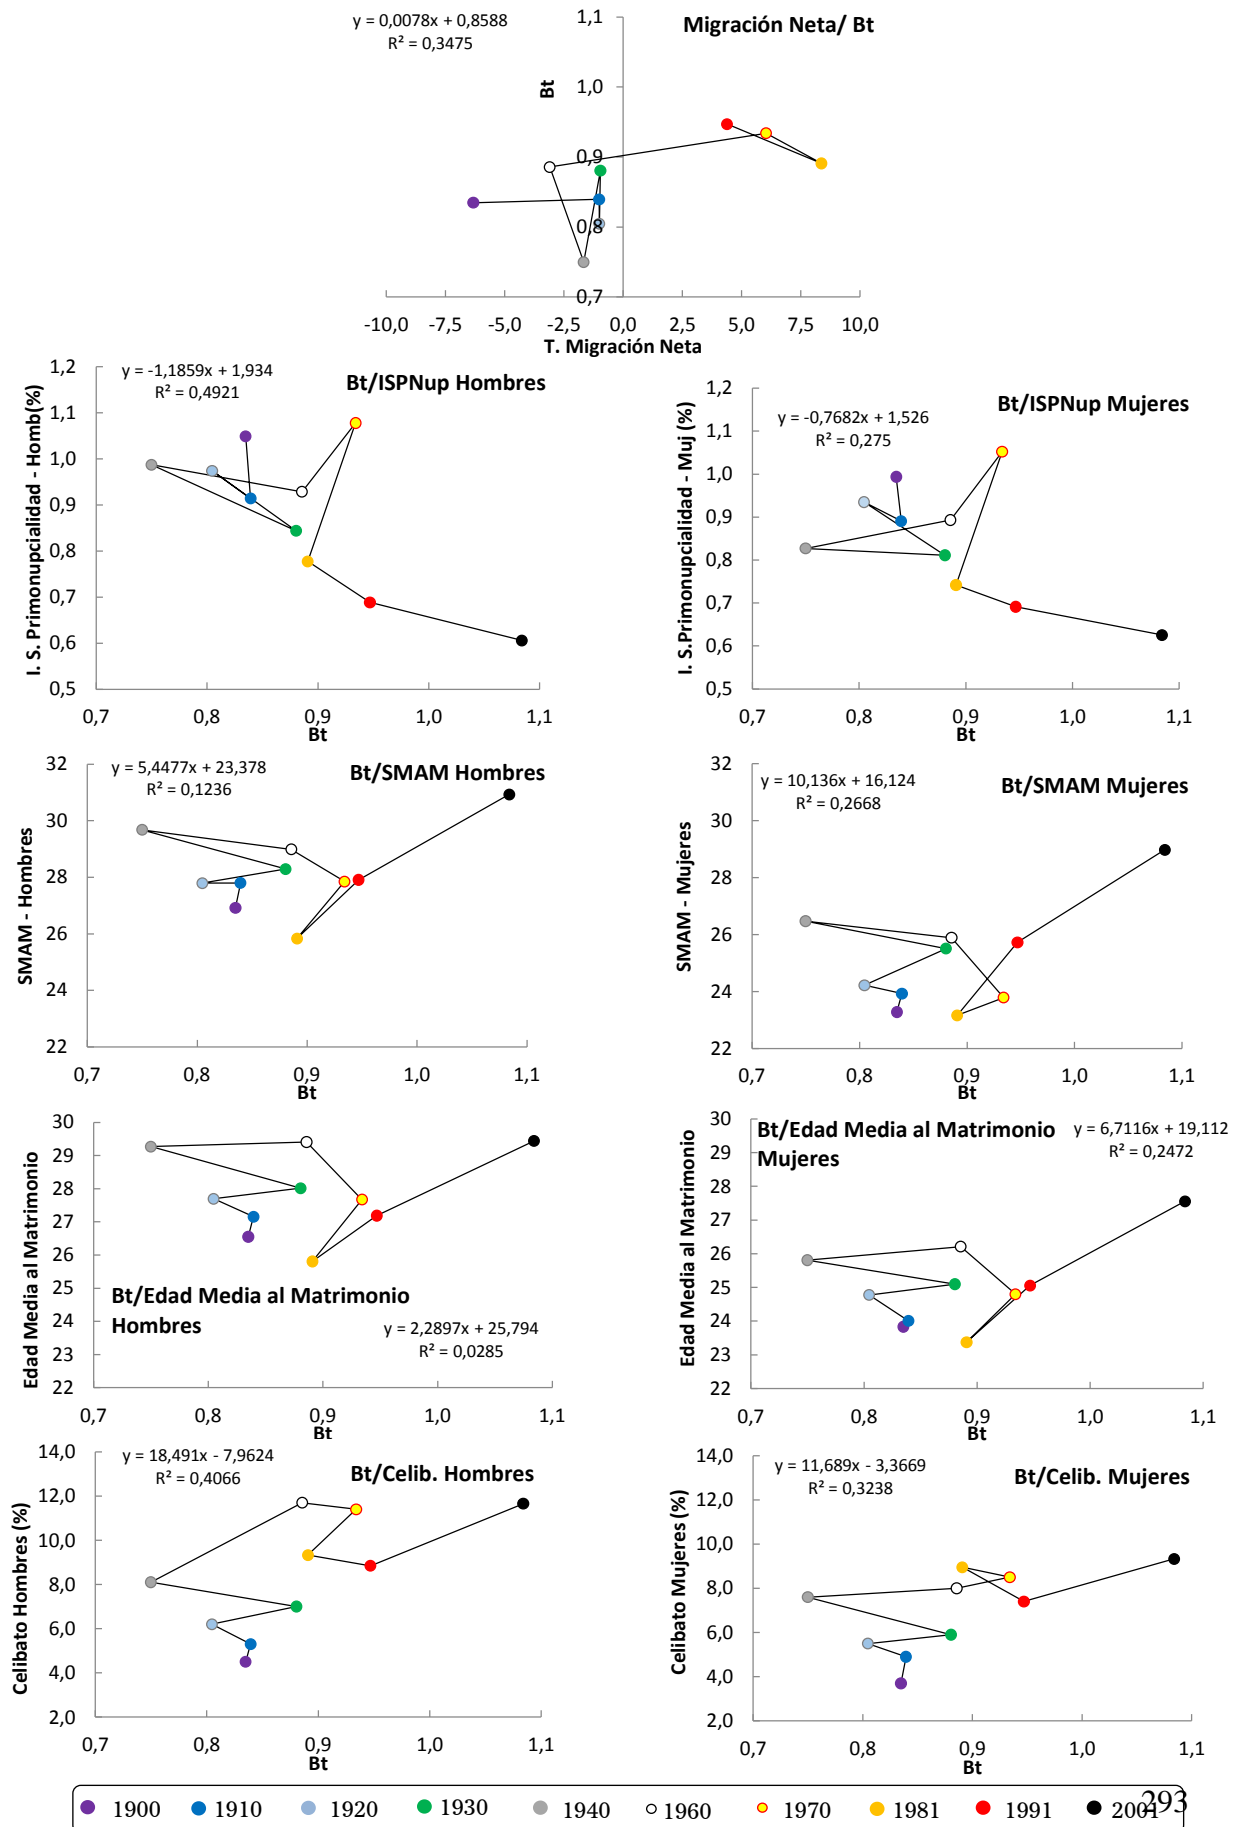 y = 0,0078x + 0,8588
R² = 0,3475
Migración Neta/ Bt
Bt
1,1
1,0
0,9
0,8
0,7
-10,0 -7,5 -5,0 -2,5 0,0 2,5 5,0 7,5 10,0
T. Migración Neta
y = -1,1859x + 1,934
R² = 0,4921
Bt/ISPNup Hombres
I. S. Primonupcialidad - Homb(%)
1,2
1,1
1,0
0,9
0,8
0,7
0,6
0,5
0,7 0,8 0,9 1,0 1,1
Bt
y = -0,7682x + 1,526
R² = 0,275
Bt/ISPNup Mujeres
I. S.Primonupcialidad - Muj (%)
1,2
1,1
1,0
0,9
0,8
0,7
0,6
0,5
0,7 0,8 0,9 1,0 1,1
Bt
y = 5,4477x + 23,378
R² = 0,1236
Bt/SMAM Hombres
SMAM - Hombres
32
30
28
26
24
22
0,7 0,8 0,9 1,0 1,1
Bt
y = 10,136x + 16,124
R² = 0,2668
Bt/SMAM Mujeres
SMAM - Mujeres
32
30
28
26
24
22
0,7 0,8 0,9 1,0 1,1
Bt
Edad Media al Matrimonio
30
29
28
27
26
25
24
23
22
Bt/Edad Media al Matrimonio
Hombres
y = 2,2897x + 25,794
R² = 0,0285
0,7 0,8 0,9 1,0 1,1
Bt
Bt/Edad Media al Matrimonio
Mujeres
y = 6,7116x + 19,112
R² = 0,2472
Edad Media al Matrimonio
30
29
28
27
26
25
24
23
22
0,7 0,8 0,9 1,0 1,1
Bt
y = 18,491x - 7,9624
R² = 0,4066
Bt/Celib. Hombres
Celibato Hombres (%)
14,0
12,0
10,0
8,0
6,0
4,0
2,0
0,7 0,8 0,9 1,0 1,1
Bt
y = 11,689x - 3,3669
R² = 0,3238
Bt/Celib. Mujeres
Celibato Mujeres (%)
14,0
12,0
10,0
8,0
6,0
4,0
2,0
0,7 0,8 0,9 1,0 1,1
Bt
1900 1910 1920 1930 1940 1960 1970 1981 1991 2001
293